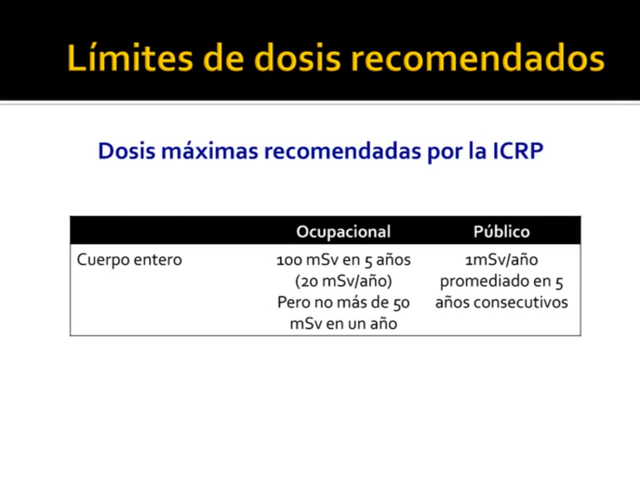 Límites de dosis recomendados
Dosis máximas recomendadas por la ICRP
Ocupacional Público
Cuerpo entero 100 mSv en 5 años 1mSv/año
(20 mSv/año) promediado en 5
Pero no más de 50 años consecutivos
mSv en un año